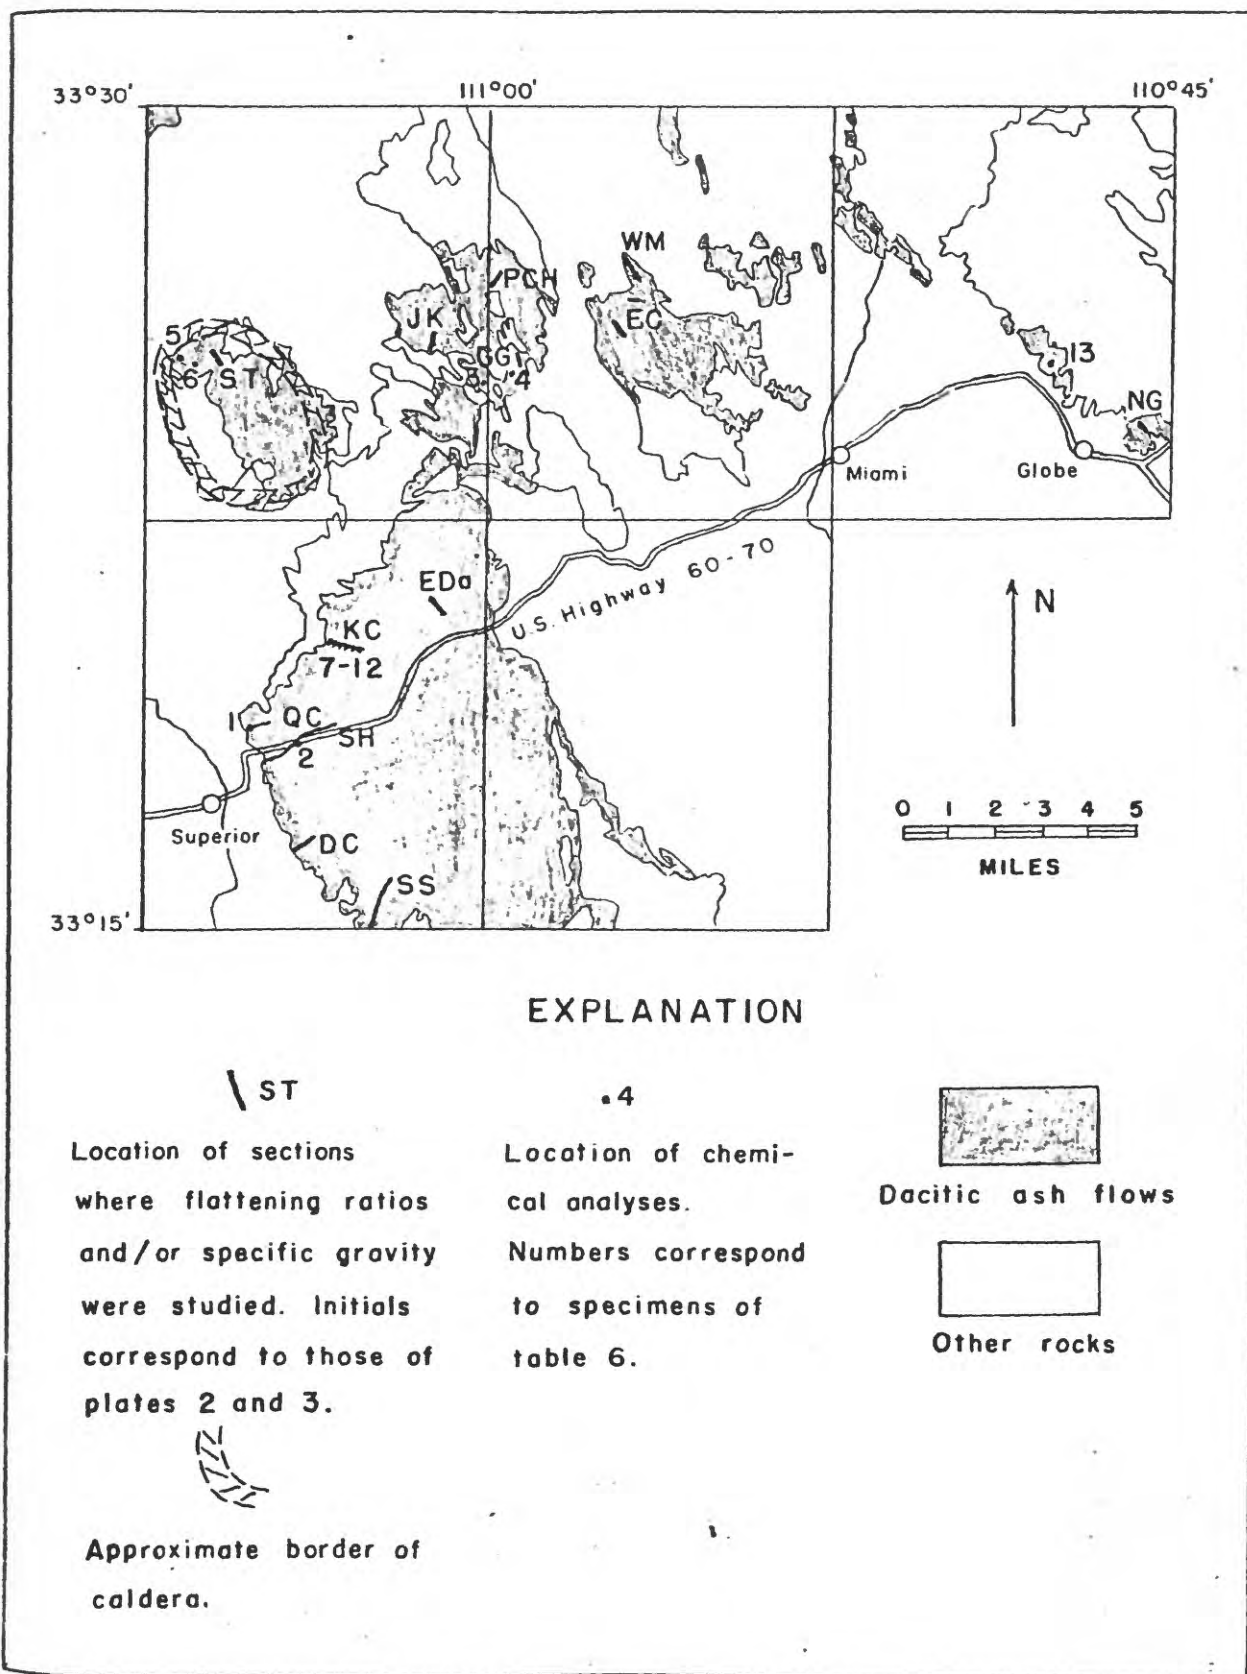 33°30'
111°00'
110°45'
WM
PCH
JK
EC
GG
5
6
ST
3
4
13
NG
Miami
Globe
EDa
U.S. Highway 60-70
N
KC
7-12
1
QC
SH
2
0 1 2 3 4 5
MILES
Superior
DC
SS
33°15'
EXPLANATION
ST
Location of sections
where flattening ratios
and/or specific gravity
were studied. Initials
correspond to those of
plates 2 and 3.
Approximate border of
caldera.
.4
Location of chemi-
cal analyses.
Numbers correspond
to specimens of
table 6.
Dacitic ash flows
Other rocks